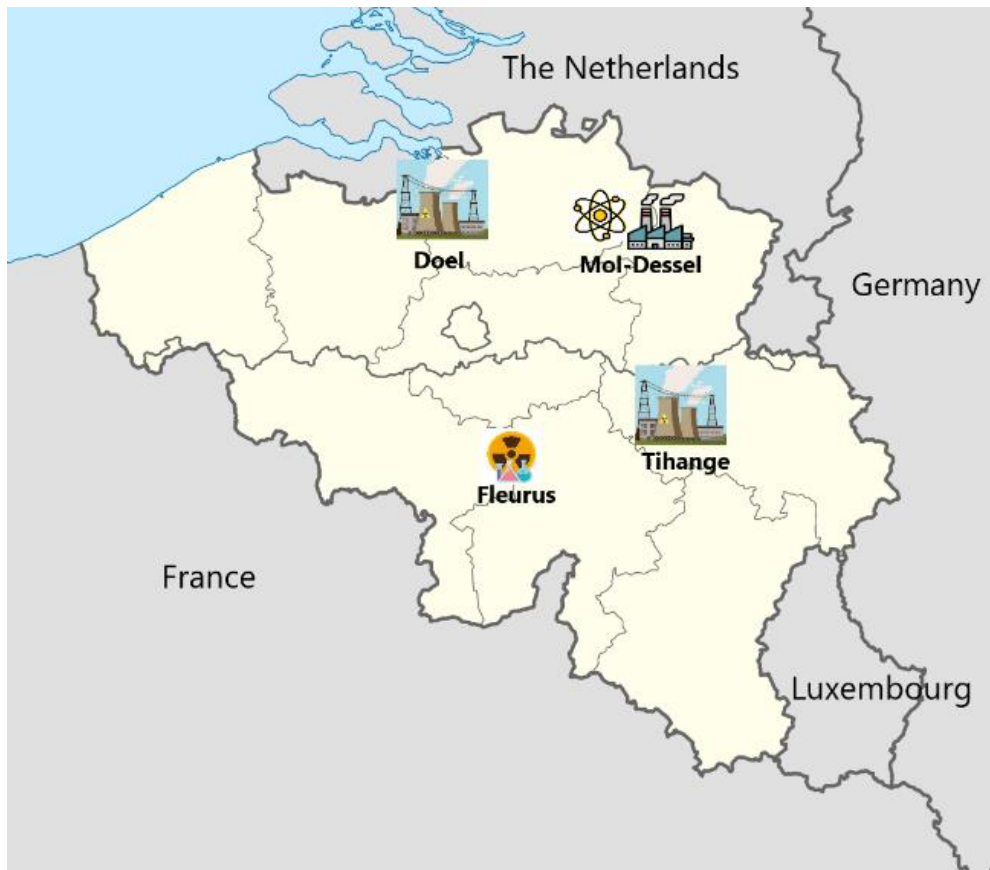 The Netherlands
Doel
Mol-Dessel
Germany
Tihange
Fleurus
France
Luxembourg